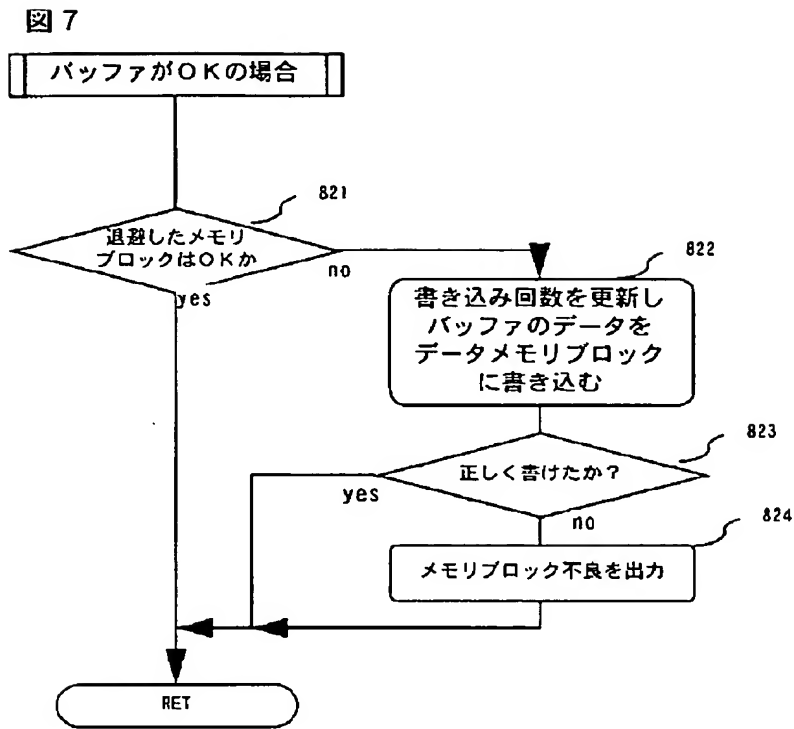 図7
バッファがOKの場合
821
退避したメモリ
ブロックはOKか
no
yes
822
書き込み回数を更新し
バッファのデータを
データメモリブロック
に書き込む
823
正しく書けたか？
yes
no
824
メモリブロック不良を出力
RET